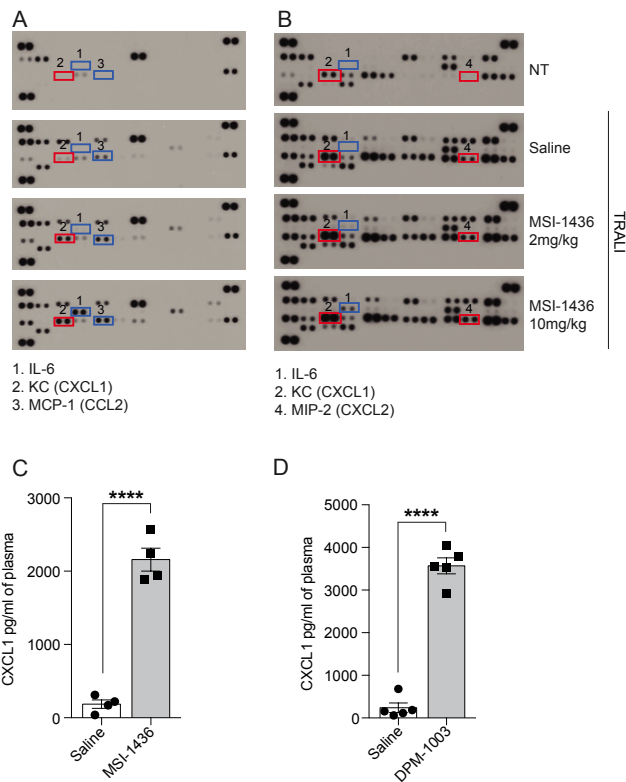 A
B
1
2
3
1
2
4
NT
1
2
3
1
2
4
Saline
1
2
3
1
2
4
MSI-1436
2mg/kg
1
2
3
1
2
4
MSI-1436
10mg/kg
TRALI
1. IL-6
2. KC (CXCL1)
3. MCP-1 (CCL2)
1. IL-6
2. KC (CXCL1)
4. MIP-2 (CXCL2)
C
CXCL1 pg/ml of plasma
3000
2000
1000
0
****
Saline
MSI-1436
D
CXCL1 pg/ml of plasma
5000
4000
3000
2000
1000
0
****
Saline
DPM-1003